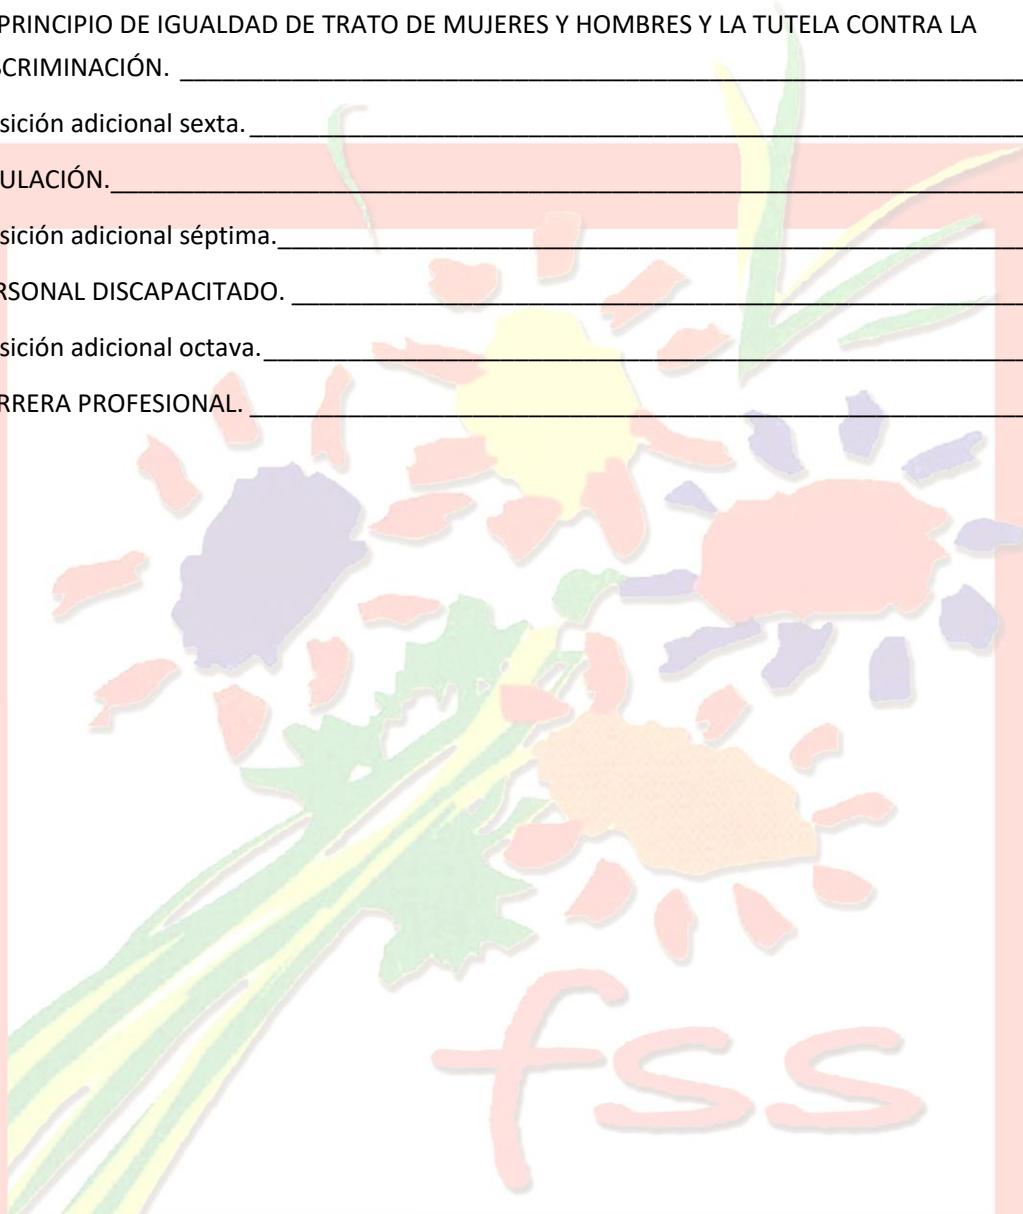 PRINCIPIO DE IGUALDAD DE TRATO DE MUJERES Y HOMBRES Y LA TUTELA CONTRA LA
SCRIMINACIÓN.
sición adicional sexta.
ULACIÓN.
sición adicional séptima.
RSONAL DISCAPACITADO.
sición adicional octava.
RRERA PROFESIONAL.
fss